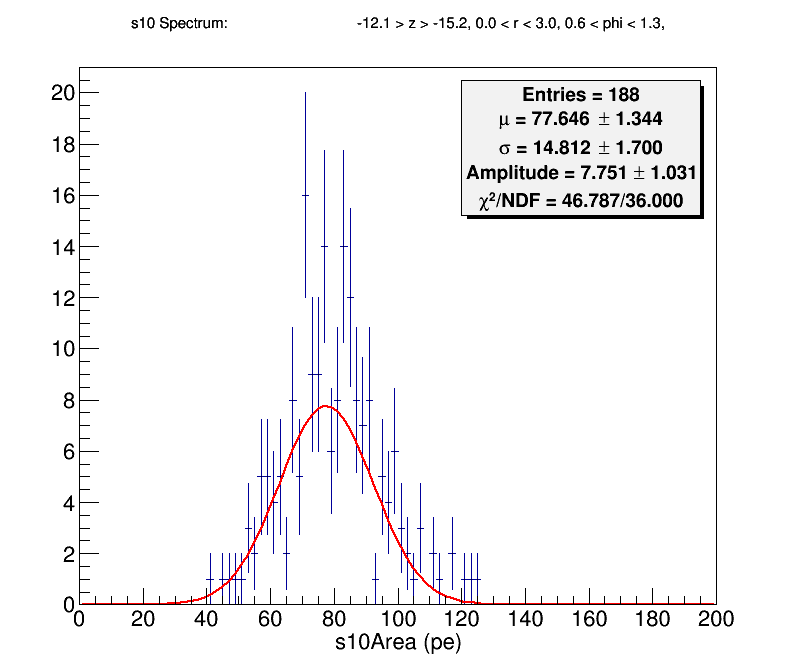 s10 Spectrum: -12.1 > z > -15.2, 0.0 < r < 3.0, 0.6 < phi < 1.3,
Entries = 188
μ = 77.646 ± 1.344
σ = 14.812 ± 1.700
Amplitude = 7.751 ± 1.031
χ²/NDF = 46.787/36.000
20
18
16
14
12
10
8
6
4
2
0
0 20 40 60 80 100 120 140 160 180 200
s10Area (pe)